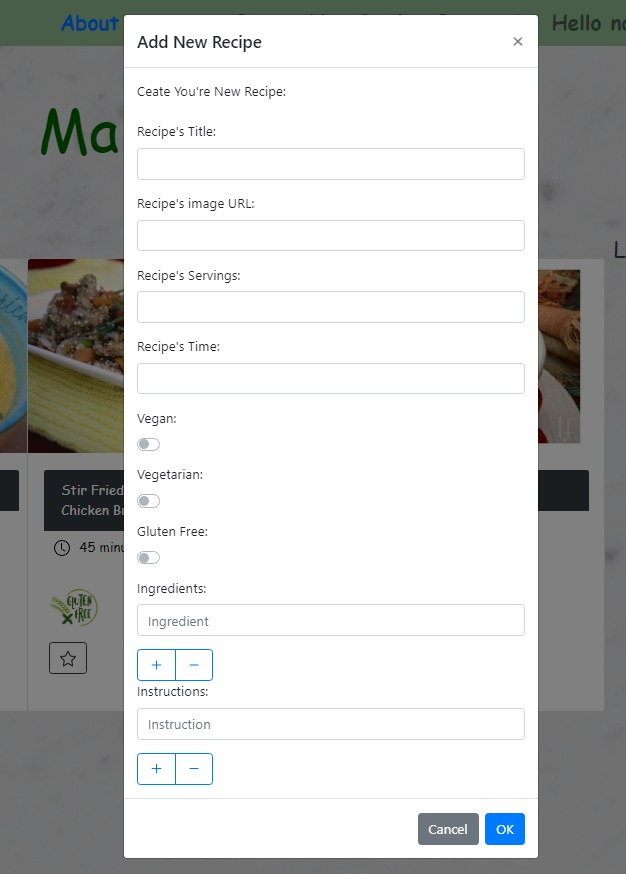 About
Hello
Add New Recipe
×
Ma
Ceate You're New Recipe:
Recipe's Title:
Recipe's image URL:
L
Recipe's Servings:
Recipe's Time:
Vegan:
Stir Fried
Vegetarian:
Chicken
45
Gluten Free:
GLUTEN
FREE
Ingredients:
Ingredient
+ −
Instructions:
Instruction
+ −
Cancel OK